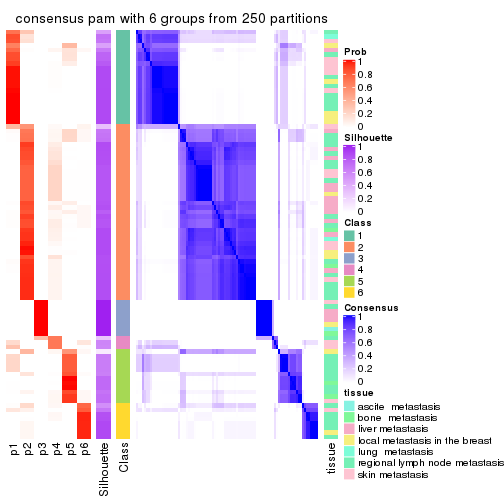 consensus pam with 6 groups from 250 partitions
Prob
1
0.8
0.6
0.4
0.2
0
Silhouette
1
0.8
0.6
0.4
0.2
0
Class
1
2
3
4
5
6
Consensus
1
0.8
0.6
0.4
0.2
0
tissue
ascite metastasis
bone metastasis
liver metastasis
local metastasis in the breast
lung metastasis
regional lymph node metastasis
skin metastasis
p1
p2
p3
p4
p5
p6
Silhouette
Class
tissue